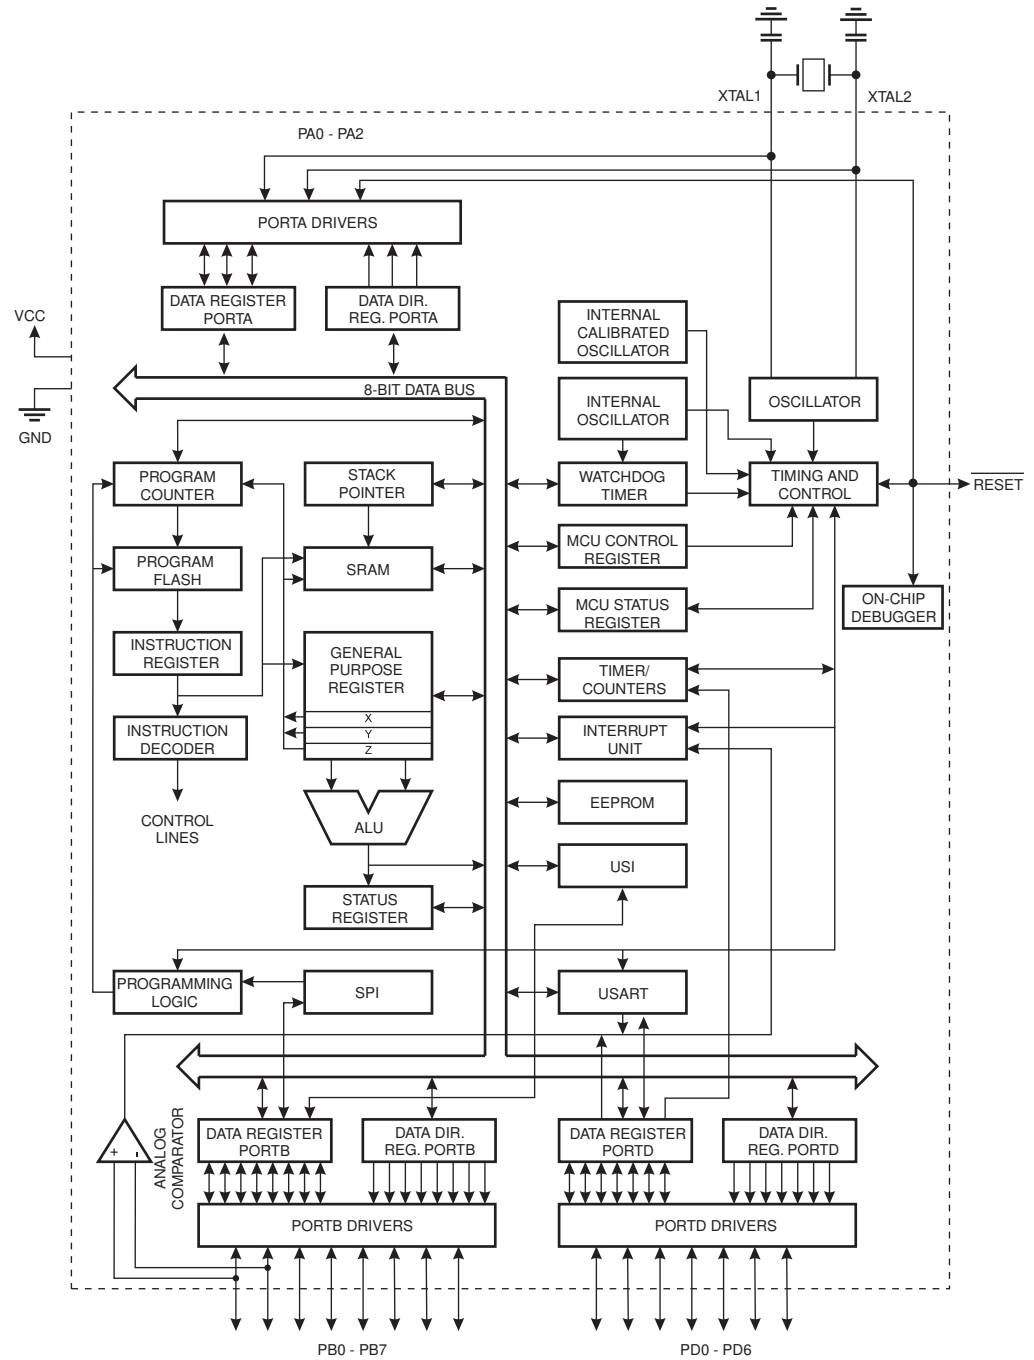 XTAL1
XTAL2
PA0 - PA2
PORTA DRIVERS
DATA REGISTER
PORTA
DATA DIR.
REG. PORTA
VCC
GND
INTERNAL
CALIBRATED
OSCILLATOR
8-BIT DATA BUS
INTERNAL
OSCILLATOR
OSCILLATOR
PROGRAM
COUNTER
STACK
POINTER
WATCHDOG
TIMER
TIMING AND
CONTROL
RESET
PROGRAM
FLASH
SRAM
MCU CONTROL
REGISTER
MCU STATUS
REGISTER
ON-CHIP
DEBUGGER
INSTRUCTION
REGISTER
GENERAL
PURPOSE
REGISTER
X
Y
Z
TIMER/
COUNTERS
INSTRUCTION
DECODER
INTERRUPT
UNIT
CONTROL
LINES
ALU
EEPROM
USI
STATUS
REGISTER
PROGRAMMING
LOGIC
SPI
USART
+
-
ANALOG
COMPARATOR
DATA REGISTER
PORTB
DATA DIR.
REG. PORTB
DATA REGISTER
PORTD
DATA DIR.
REG. PORTD
PORTB DRIVERS
PORTD DRIVERS
PB0 - PB7
PD0 - PD6